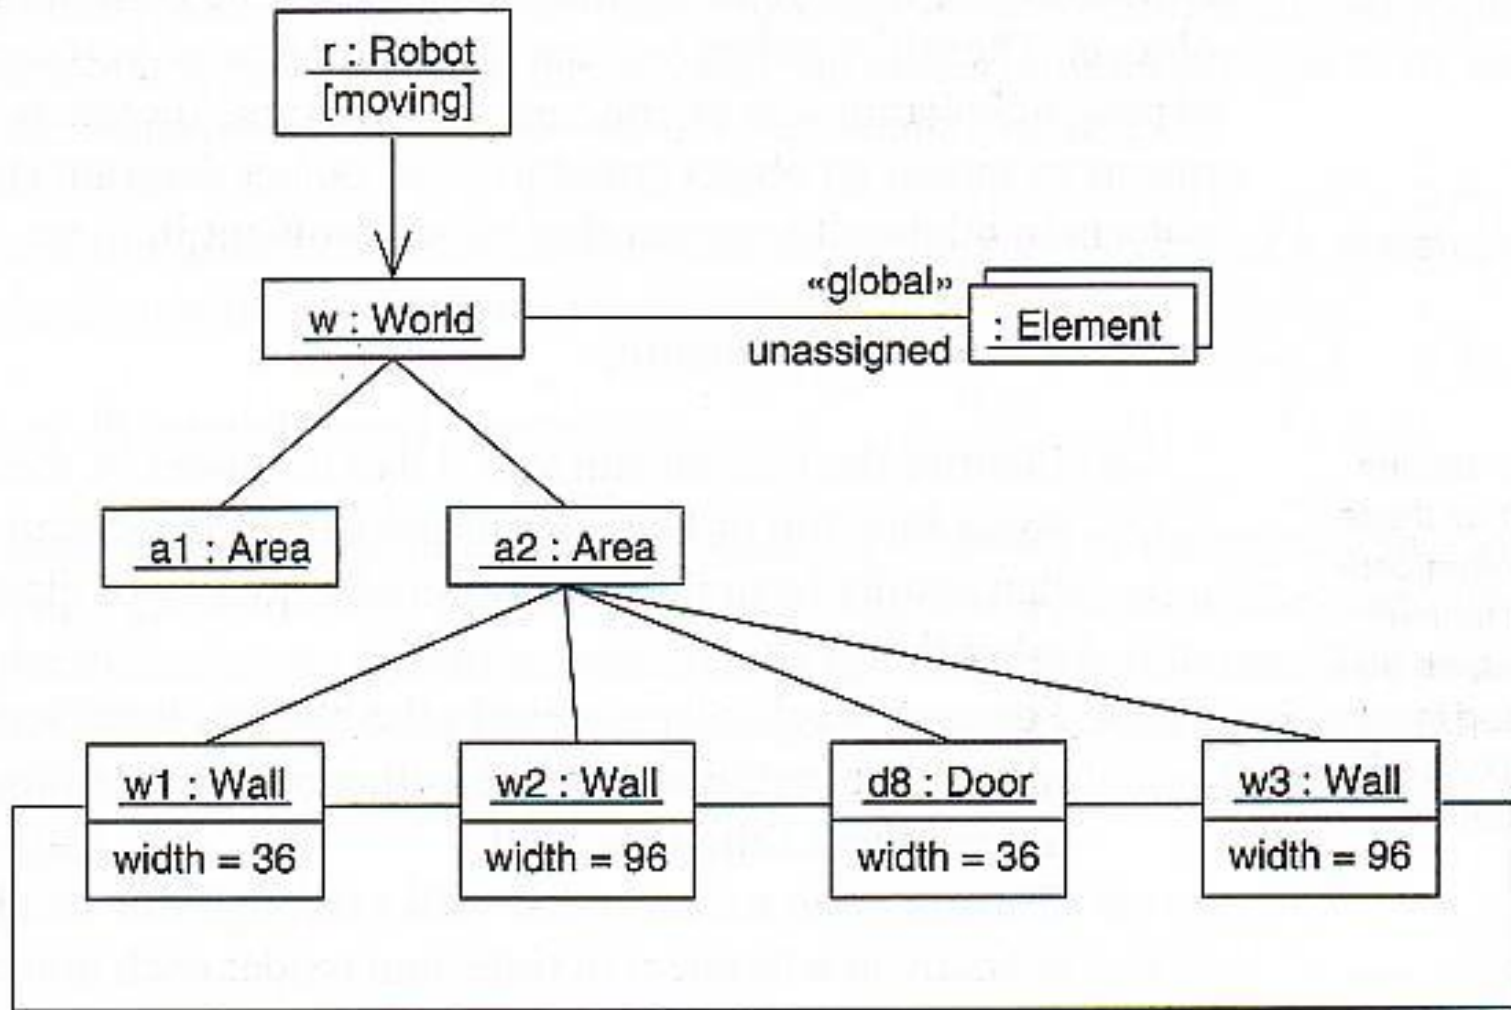 r : Robot
[moving]
w : World
«global»
unassigned
: Element
a1 : Area
a2 : Area
w1 : Wall
width = 36
w2 : Wall
width = 96
d8 : Door
width = 36
w3 : Wall
width = 96